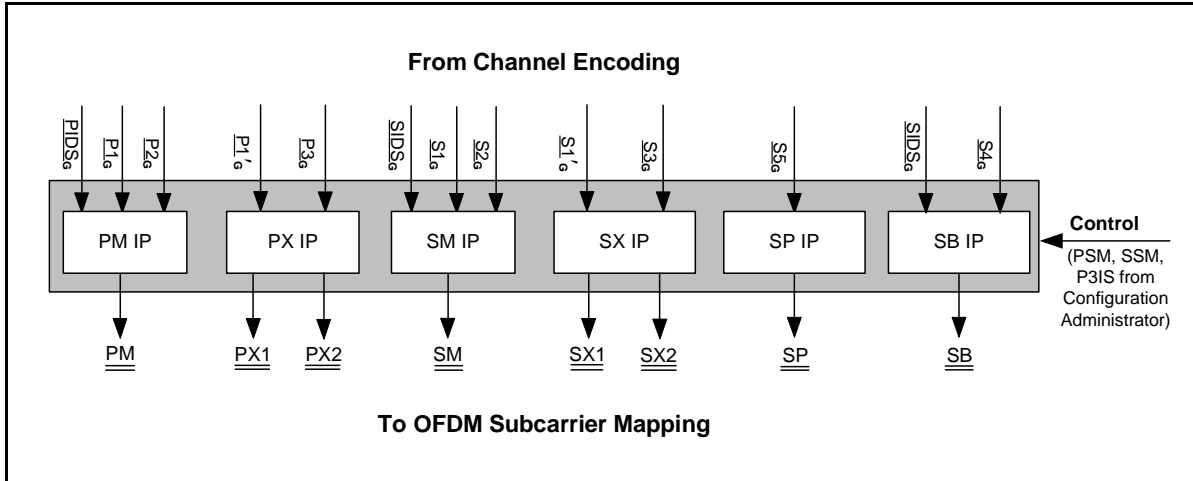 From Channel Encoding
PIDSG
P1G
P2G
P1′G
P3G
SIDSG
S1G
S2G
S1′G
S3G
S5G
SIDSG
S4G
PM IP
PX IP
SM IP
SX IP
SP IP
SB IP
Control
(PSM, SSM,
P3IS from
Configuration
Administrator)
PM
PX1
PX2
SM
SX1
SX2
SP
SB
To OFDM Subcarrier Mapping